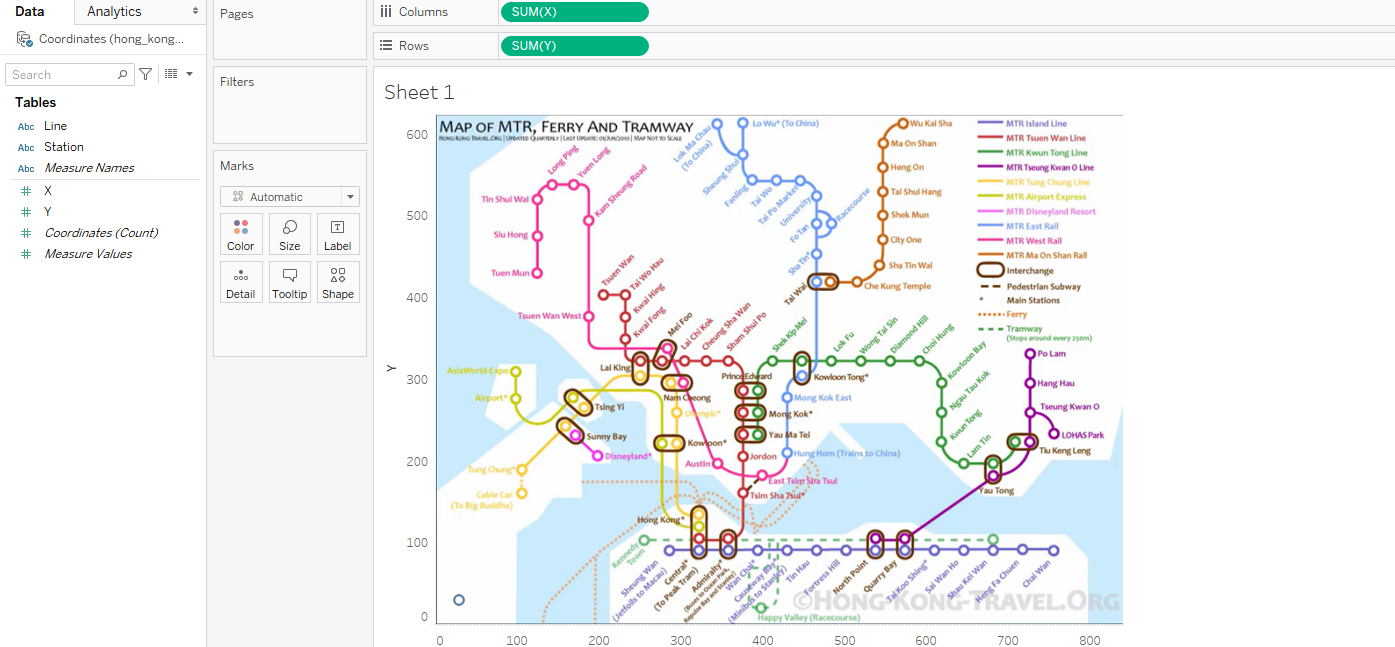 Data
Analytics
Coordinates (hong_kong...
Search
Tables
Abc Line
Abc Station
Measure Names
# X
# Y
# Coordinates (Count)
# Measure Values
Pages
Filters
Marks
Automatic
Color
Size
Label
Detail
Tooltip
Shape
Columns
SUM(X)
Rows
SUM(Y)
Sheet 1
Map of MTR, Ferry And Tramway
Hong Kong Travel.Org | Updated Quarterly | Last Update: 01/Jun/2010 | Map Not to Scale
Y
600
500
400
300
200
100
0
0
100
200
300
400
500
600
700
800
Long Ping
Yuen Long
Kam Sheung Road
Tin Shui Wai
Siu Hong
Tuen Mun
Tsuen Wan West
Tsuen Wan
Tai Wo Hau
Kwai Hing
Kwai Fong
Mei Foo
Lai Chi Kok
Cheung Sha Wan
Sham Shui Po
Lai King
Lok Ma Chau
(To China)
Lo Wu* (To China)
Sheung Shui
Fanling
Tai Wo
Tai Po Market
University
Racecourse
Fo Tan
Sha Tin*
Tai Wai
Wu Kai Sha
Ma On Shan
Heng On
Tai Shui Hang
Shek Mun
City One
Sha Tin Wai
Che Kung Temple
MTR Island Line
MTR Tsuen Wan Line
MTR Kwun Tong Line
MTR Tseung Kwan O Line
MTR Tung Chung Line
MTR Airport Express
MTR Disneyland Resort
MTR East Rail
MTR West Rail
MTR Ma On Shan Rail
Interchange
Pedestrian Subway
* Main Stations
Ferry
Tramway
(Stops around every 250m)
Shek Kip Mei
Lok Fu
Wong Tai Sin
Diamond Hill
Choi Hung
Kowloon Bay
Ngau Tau Kok
Kwun Tong
Lam Tin
Po Lam
Hang Hau
Tseung Kwan O
LOHAS Park
Tiu Keng Leng
Yau Tong
AsiaWorld-Expo
Airport*
Tsing Yi
Sunny Bay
Disneyland*
Tung Chung*
Cable Car
(To Big Buddha)
Nam Cheong
Olympic*
Kowloon*
Austin
Prince Edward
Mong Kok*
Yau Ma Tei
Jordon
Tsim Sha Tsui*
East Tsim Sha Tsui
Kowloon Tong*
Mong Kok East
Hung Hom (Trains to China)
Hong Kong*
Kennedy
Town
Sheung Wan
(Jetfoils to Macau)
Central*
(To Peak Tram)
Admiralty*
(Buses to Ocean Park,
Repulse Bay and Stanley)
Wan Chai*
Causeway Bay
(Minibus to Stanley)
Tin Hau
Fortress Hill
North Point
Quarry Bay
Tai Koo Shing*
Sai Wan Ho
Shau Kei Wan
Heng Fa Chuen
Chai Wan
Happy Valley (Racecourse)
©Hong-Kong-Travel.Org